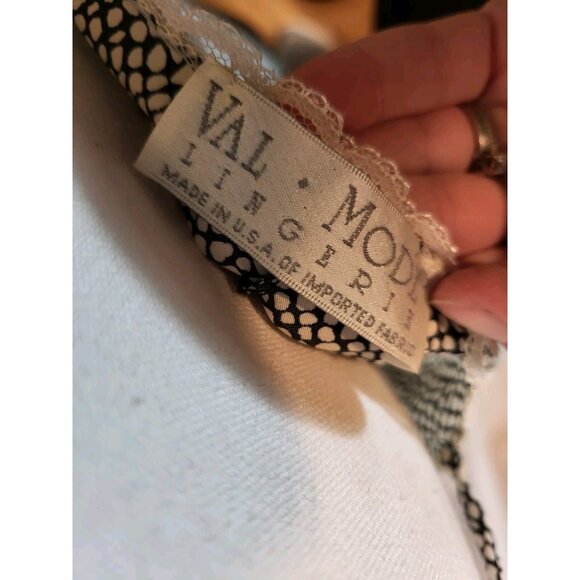 VAL • MODE
LINGERIE
MADE IN U.S.A. OF IMPORTED FABRIC